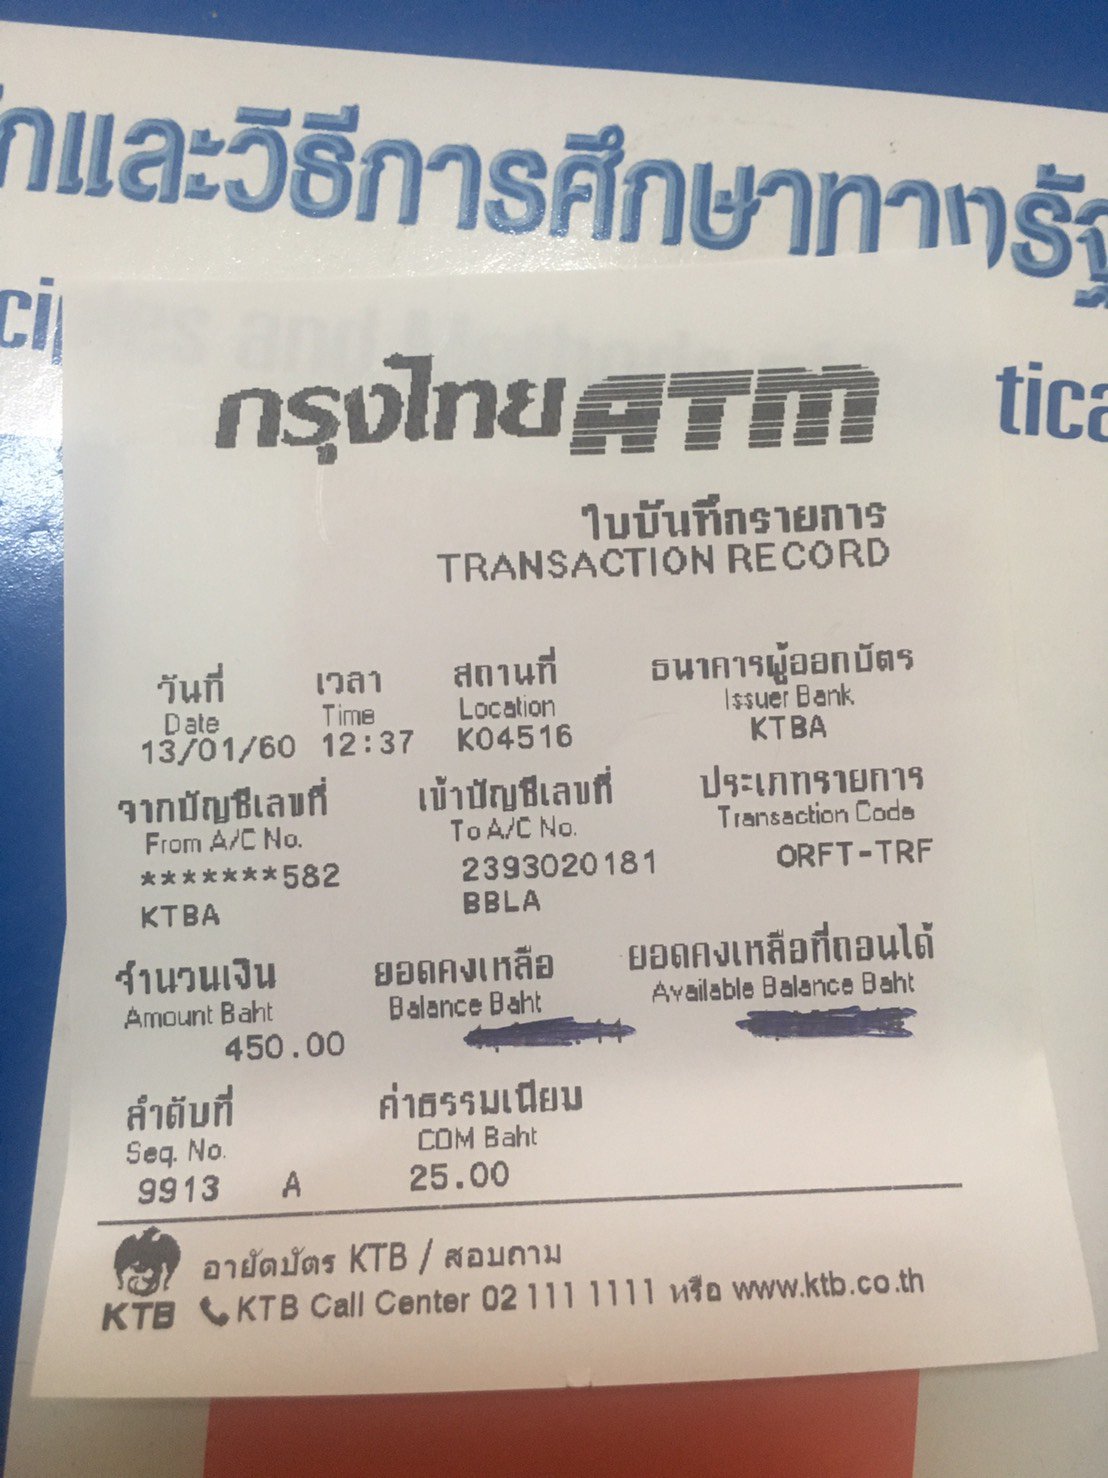 และวิธีการศึกษาทาง
tica
กรุงไทย ATM
ใบบันทึกรายการ
TRANSACTION RECORD
วันที่ เวลา สถานที่ ธนาคารผู้ออกบัตร
Date Time Location Issuer Bank
13/01/60 12:37 K04516 KTBA
จากบัญชีเลขที่ เข้าบัญชีเลขที่ ประเภทรายการ
From A/C No. To A/C No. Transaction Code
*******582 2393020181 ORFT-TRF
KTBA BBLA
จำนวนเงิน ยอดคงเหลือ ยอดคงเหลือที่ถอนได้
Amount Baht Balance Baht Available Balance Baht
450.00
ลำดับที่ ค่าธรรมเนียม
Seq. No. COM Baht
9913 A 25.00
อายัดบัตร KTB / สอบถาม
KTB KTB Call Center 02 111 1111 หรือ www.ktb.co.th